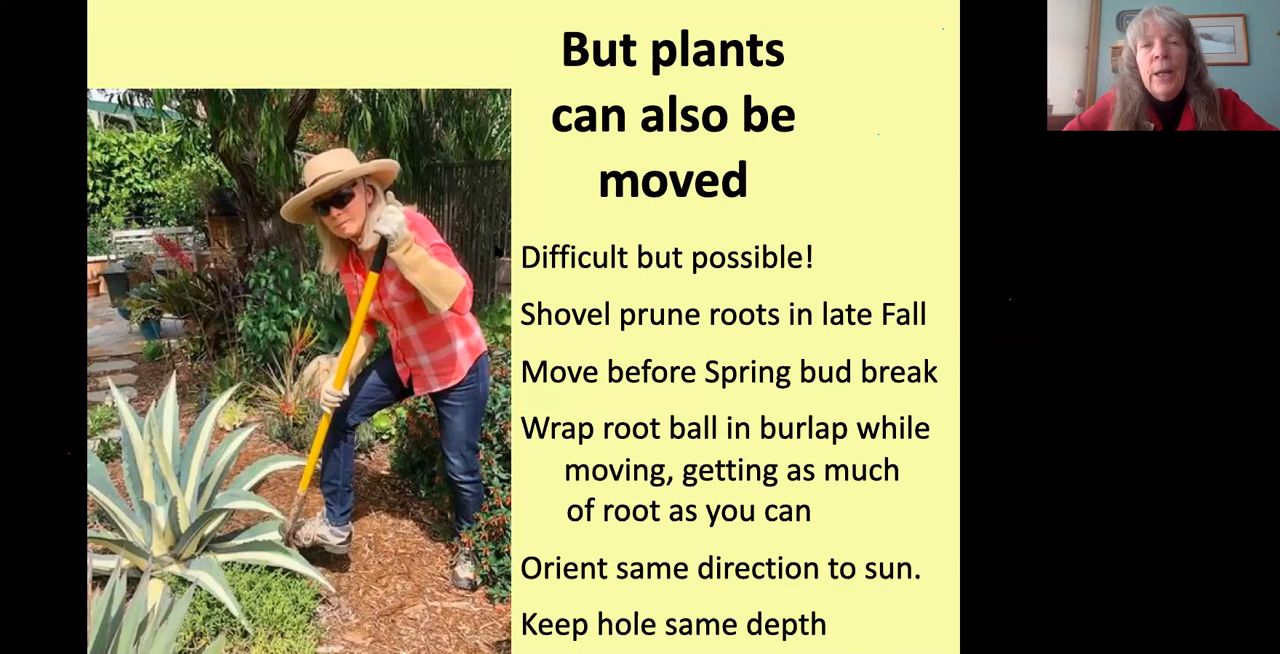 But plants
can also be
moved
Difficult but possible!
Shovel prune roots in late Fall
Move before Spring bud break
Wrap root ball in burlap while
moving, getting as much
of root as you can
Orient same direction to sun.
Keep hole same depth